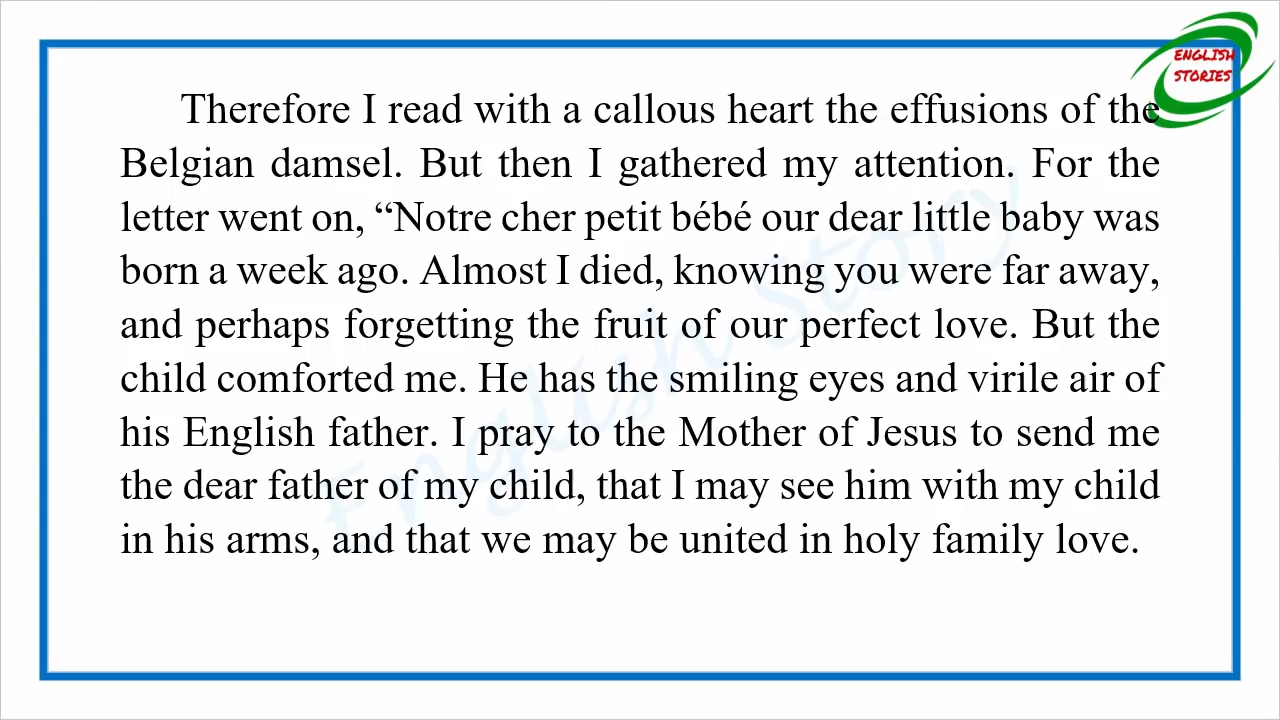 ENGLISH
STORIES
Therefore I read with a callous heart the effusions of the
Belgian damsel. But then I gathered my attention. For the
letter went on, “Notre cher petit bébé our dear little baby was
born a week ago. Almost I died, knowing you were far away,
and perhaps forgetting the fruit of our perfect love. But the
child comforted me. He has the smiling eyes and virile air of
his English father. I pray to the Mother of Jesus to send me
the dear father of my child, that I may see him with my child
in his arms, and that we may be united in holy family love.
English Story